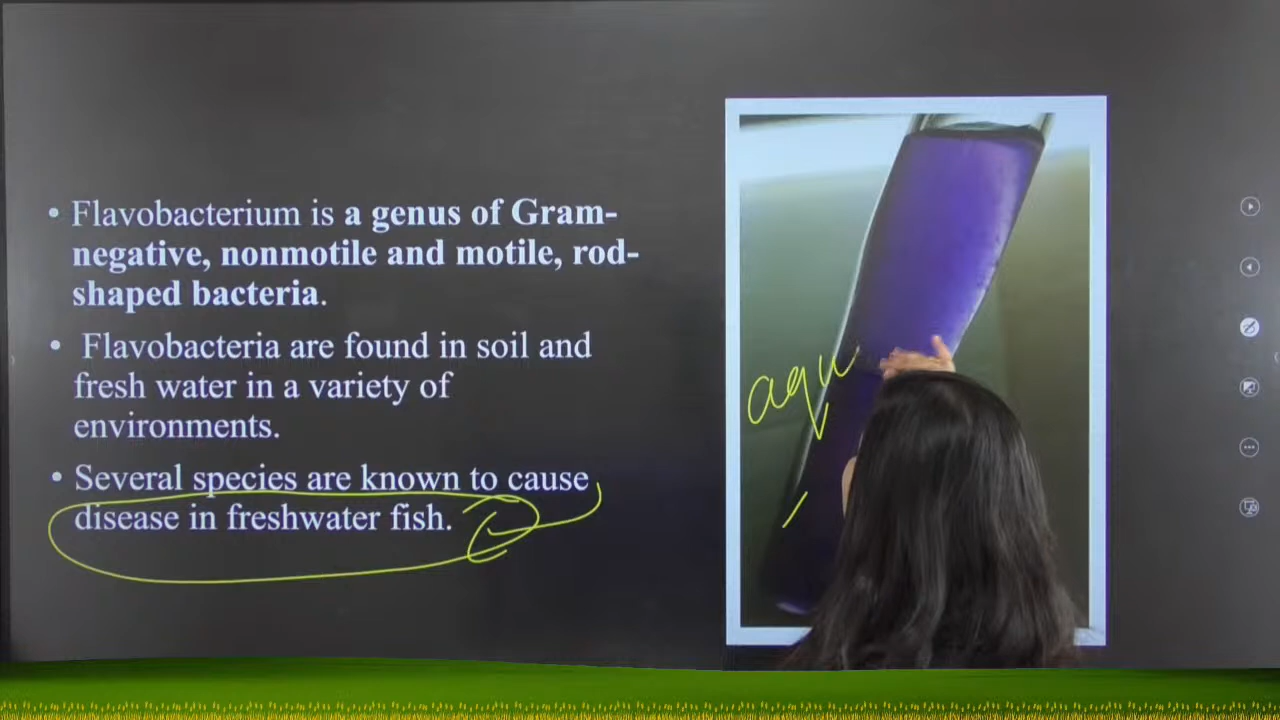 • Flavobacterium is a genus of Gram-
negative, nonmotile and motile, rod-
shaped bacteria.
• Flavobacteria are found in soil and
fresh water in a variety of
environments.
• Several species are known to cause
disease in freshwater fish.
aqu